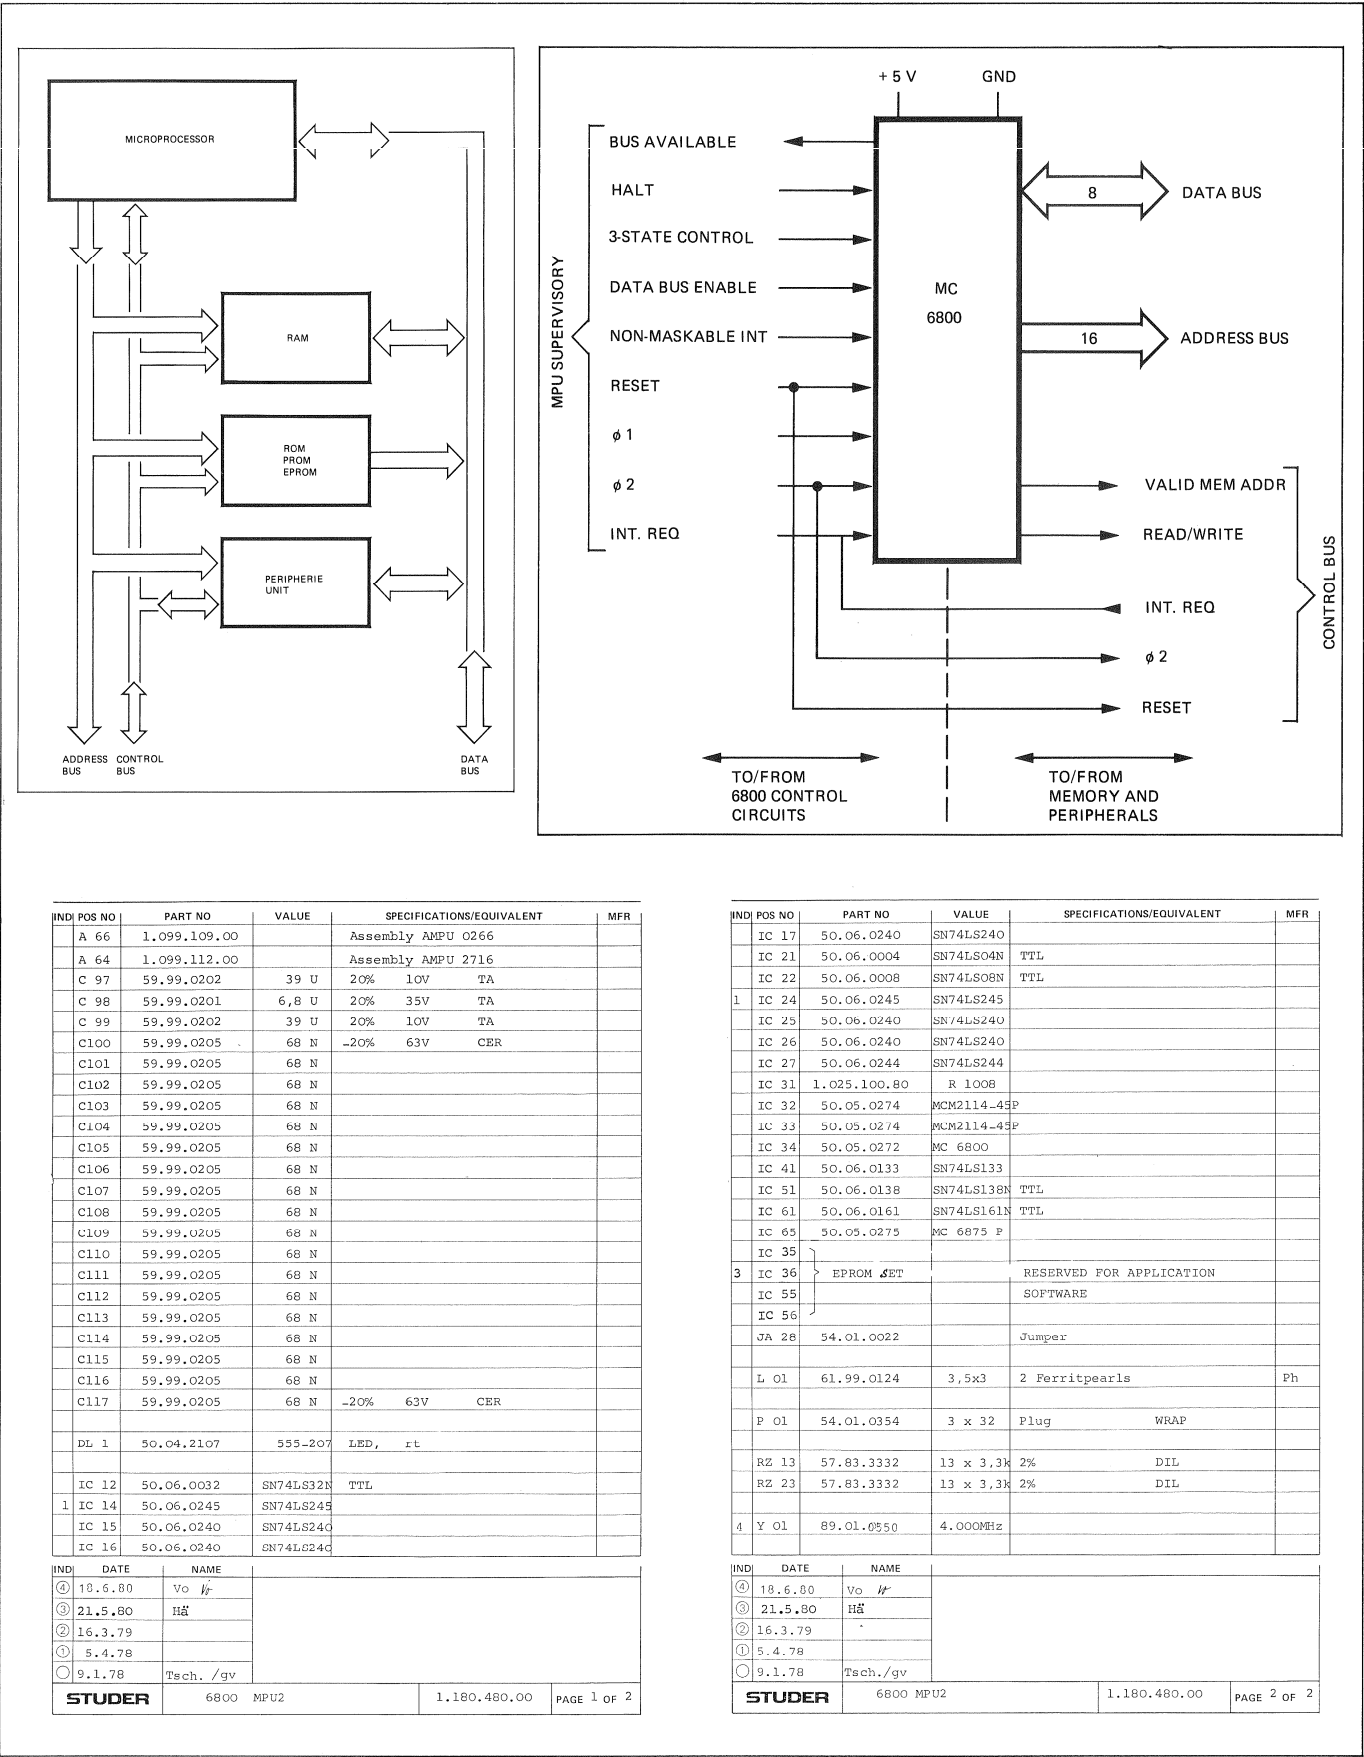 MICROPROCESSOR
RAM
ROM
PROM
EPROM
PERIPHERIE
UNIT
ADDRESS
BUS
CONTROL
BUS
DATA
BUS
+ 5 V
GND
MPU SUPERVISORY
BUS AVAILABLE
HALT
3-STATE CONTROL
DATA BUS ENABLE
NON-MASKABLE INT
RESET
ϕ 1
ϕ 2
INT. REQ
MC
6800
8
DATA BUS
16
ADDRESS BUS
VALID MEM ADDR
READ/WRITE
INT. REQ
ϕ 2
RESET
CONTROL BUS
TO/FROM
6800 CONTROL
CIRCUITS
TO/FROM
MEMORY AND
PERIPHERALS
IND POS NO PART NO VALUE SPECIFICATIONS/EQUIVALENT MFR
A 66 1.099.109.00 Assembly AMPU 0266
A 64 1.099.112.00 Assembly AMPU 2716
C 97 59.99.0202 39 U 20% 10V TA
C 98 59.99.0201 6,8 U 20% 35V TA
C 99 59.99.0202 39 U 20% 10V TA
C100 59.99.0205 68 N -20% 63V CER
C101 59.99.0205 68 N
C102 59.99.0205 68 N
C103 59.99.0205 68 N
C104 59.99.0205 68 N
C105 59.99.0205 68 N
C106 59.99.0205 68 N
C107 59.99.0205 68 N
C108 59.99.0205 68 N
C109 59.99.0205 68 N
C110 59.99.0205 68 N
C111 59.99.0205 68 N
C112 59.99.0205 68 N
C113 59.99.0205 68 N
C114 59.99.0205 68 N
C115 59.99.0205 68 N
C116 59.99.0205 68 N
C117 59.99.0205 68 N -20% 63V CER
DL 1 50.04.2107 555-207 LED, rt
IC 12 50.06.0032 SN74LS32N TTL
1 IC 14 50.06.0245 SN74LS245
IC 15 50.06.0240 SN74LS240
IC 16 50.06.0240 SN74LS240
IND DATE NAME
④ 18.6.80 Vo
③ 21.5.80 Hä
② 16.3.79
① 5.4.78
○ 9.1.78 Tsch. /gv
STUDER 6800 MPU2 1.180.480.00 PAGE 1 OF 2
IND POS NO PART NO VALUE SPECIFICATIONS/EQUIVALENT MFR
IC 17 50.06.0240 SN74LS240
IC 21 50.06.0004 SN74LS04N TTL
IC 22 50.06.0008 SN74LS08N TTL
1 IC 24 50.06.0245 SN74LS245
IC 25 50.06.0240 SN74LS240
IC 26 50.06.0240 SN74LS240
IC 27 50.06.0244 SN74LS244
IC 31 1.025.100.80 R 1008
IC 32 50.05.0274 MCM2114-45P
IC 33 50.05.0274 MCM2114-45P
IC 34 50.05.0272 MC 6800
IC 41 50.06.0133 SN74LS133
IC 51 50.06.0138 SN74LS138N TTL
IC 61 50.06.0161 SN74LS161N TTL
IC 65 50.05.0275 MC 6875 P
IC 35
3 IC 36 EPROM SET RESERVED FOR APPLICATION
IC 55 SOFTWARE
IC 56
JA 28 54.01.0022 Jumper
L 01 61.99.0124 3,5x3 2 Ferritpearls Ph
P 01 54.01.0354 3 x 32 Plug WRAP
RZ 13 57.83.3332 13 x 3,3k 2% DIL
RZ 23 57.83.3332 13 x 3,3k 2% DIL
4 Y 01 89.01.0550 4.000MHz
IND DATE NAME
④ 18.6.80 Vo
③ 21.5.80 Hä
② 16.3.79
① 5.4.78
○ 9.1.78 Tsch./gv
STUDER 6800 MPU2 1.180.480.00 PAGE 2 OF 2